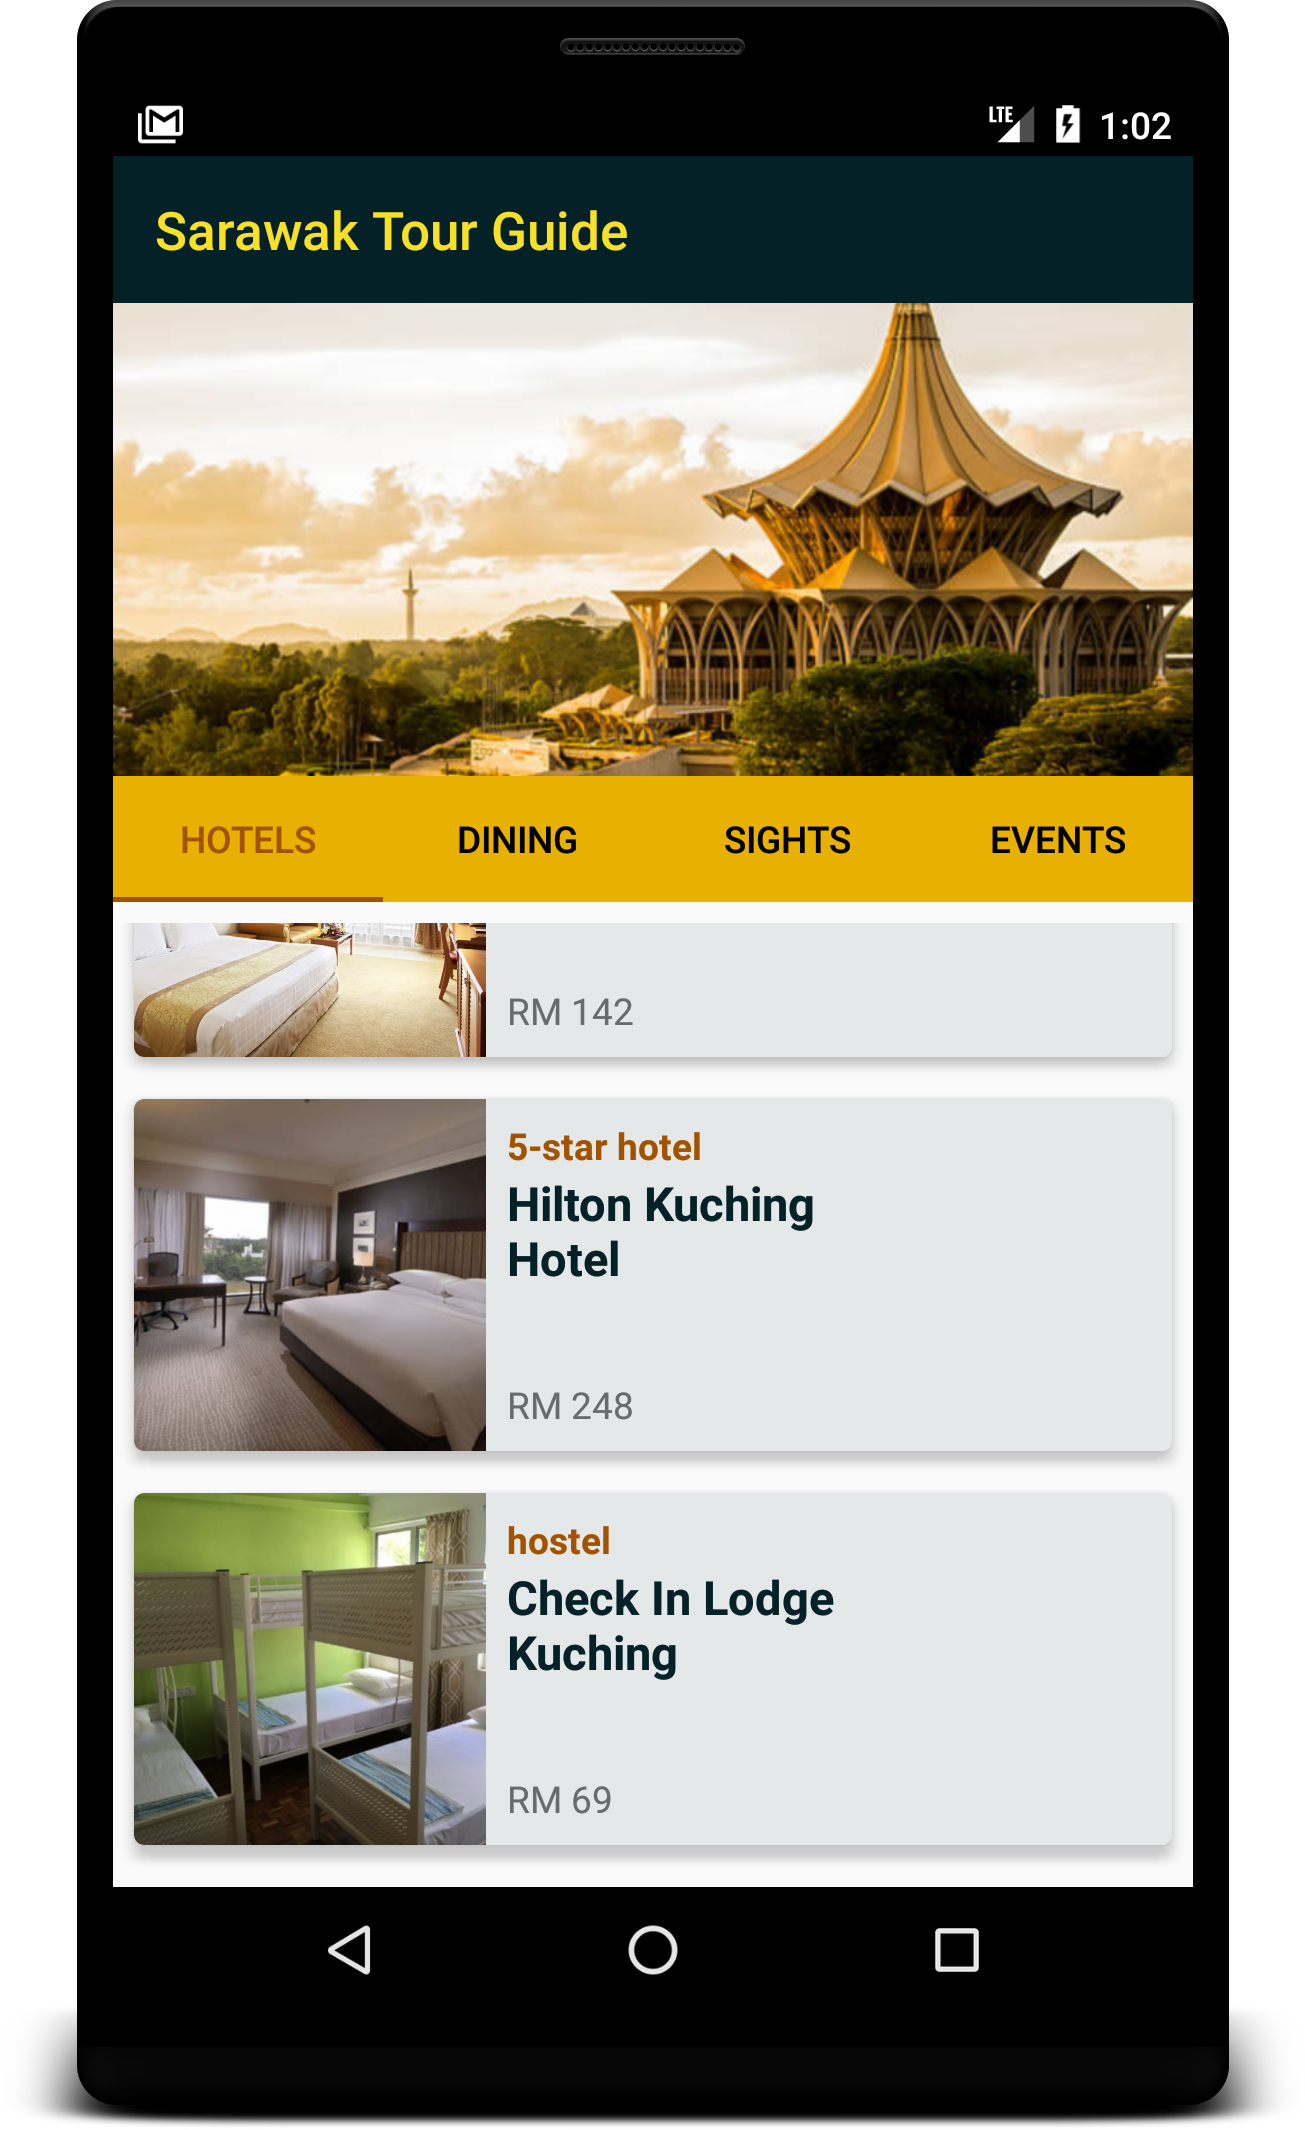 LTE
1:02
Sarawak Tour Guide
HOTELS
DINING
SIGHTS
EVENTS
RM 142
5-star hotel
Hilton Kuching
Hotel
RM 248
hostel
Check In Lodge
Kuching
RM 69